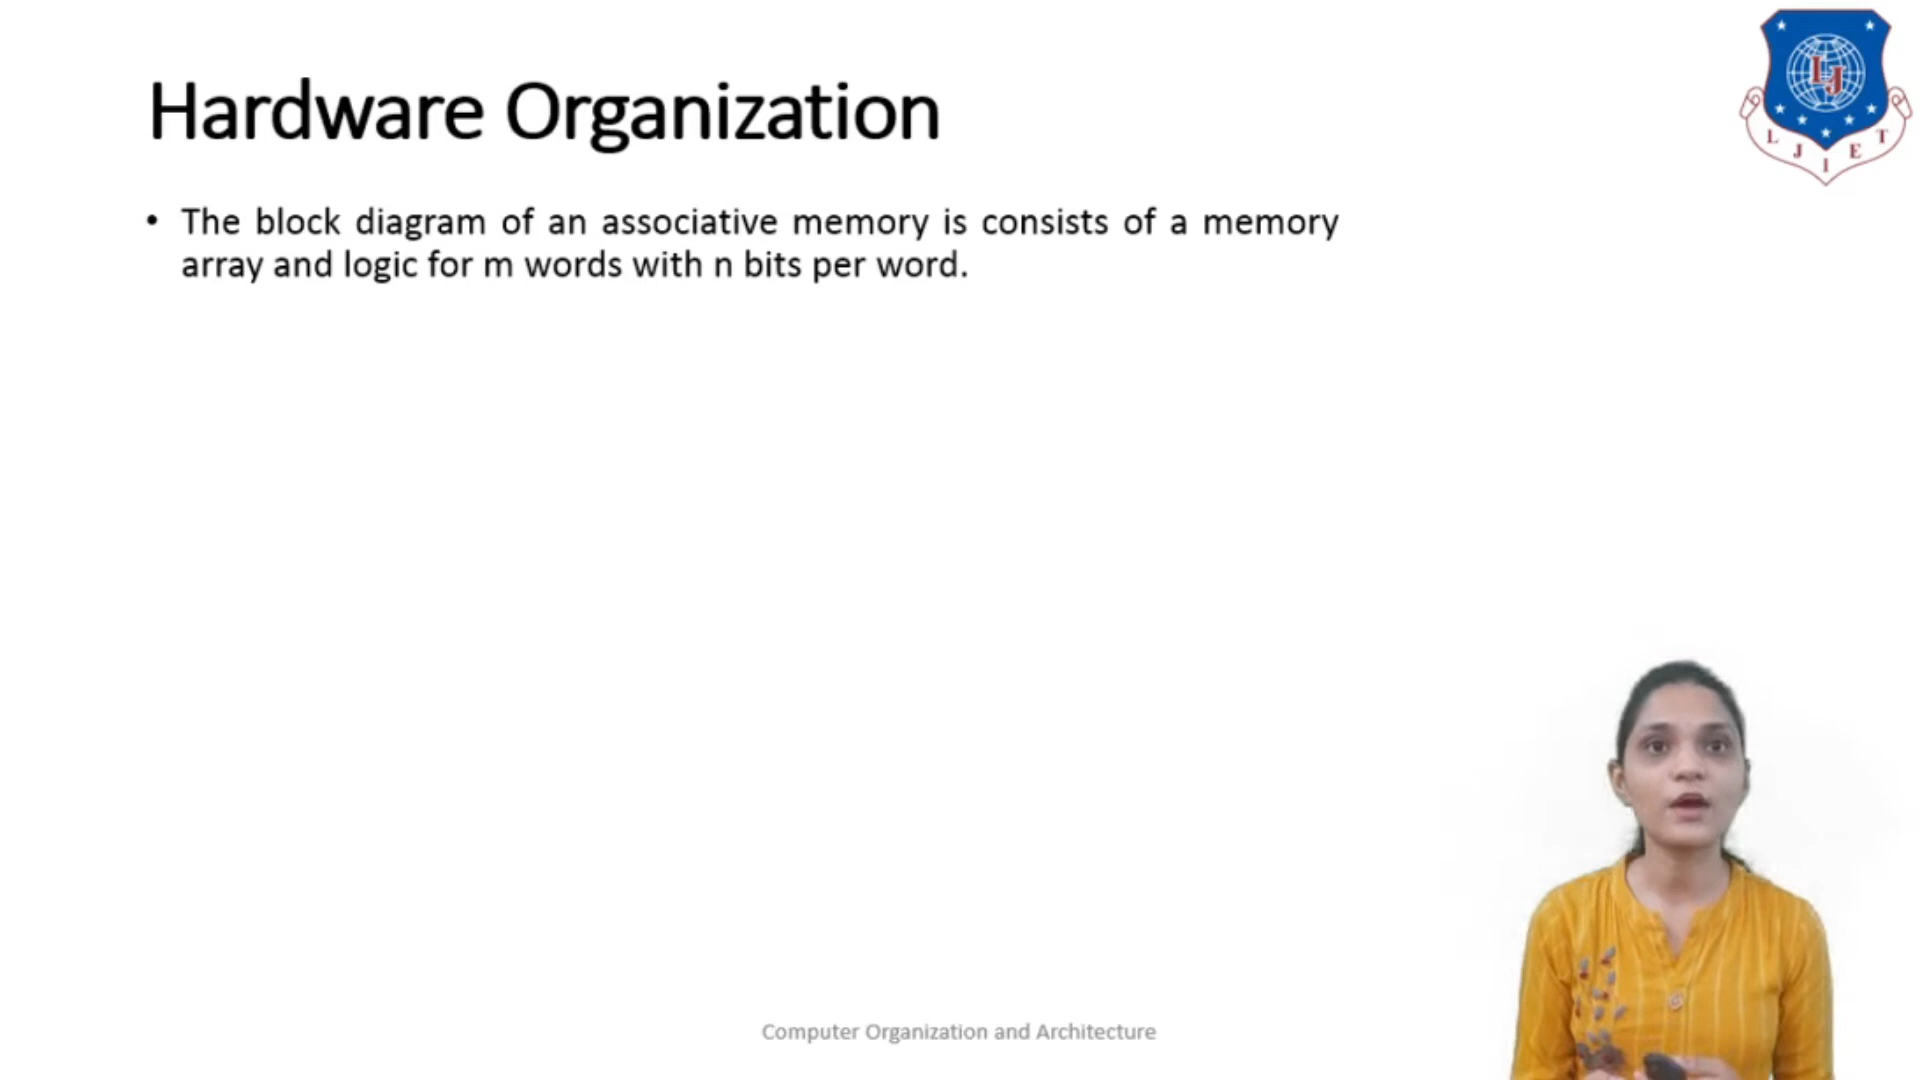 Hardware Organization
L J I E T
LJ
• The block diagram of an associative memory is consists of a memory
array and logic for m words with n bits per word.
Computer Organization and Architecture